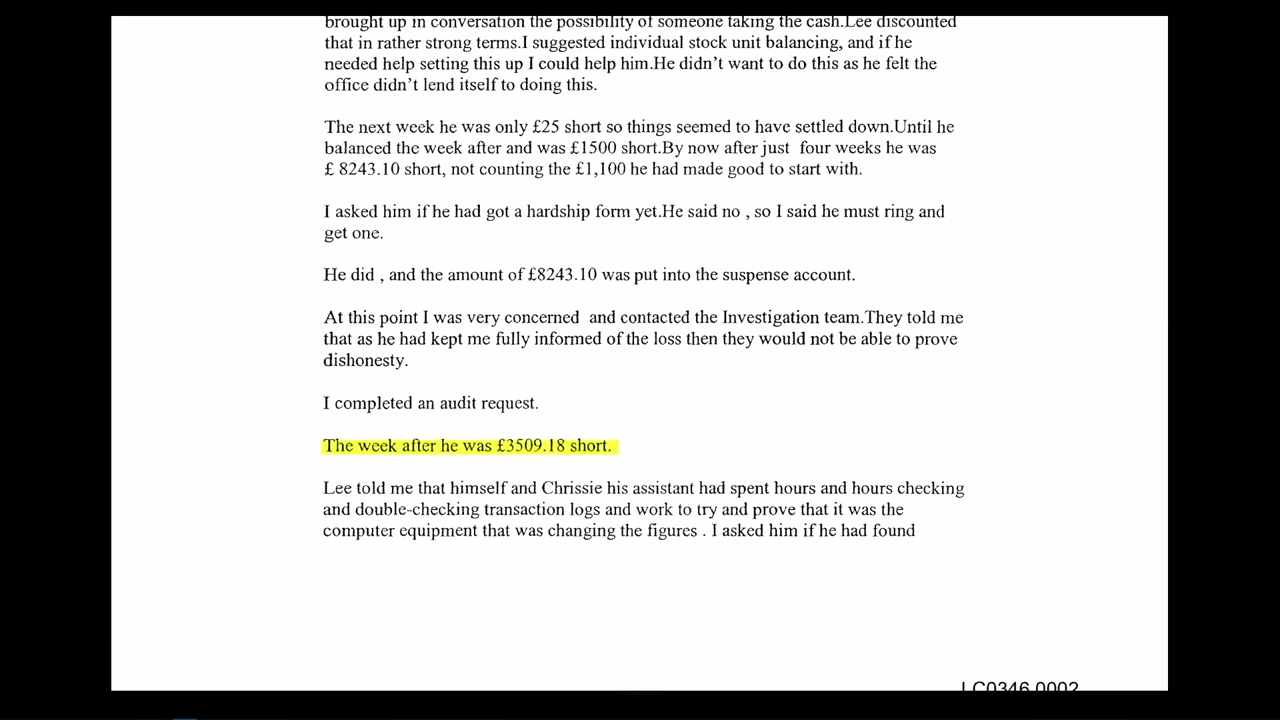 brought up in conversation the possibility of someone taking the cash.Lee discounted
that in rather strong terms.I suggested individual stock unit balancing, and if he
needed help setting this up I could help him.He didn't want to do this as he felt the
office didn't lend itself to doing this.
The next week he was only £25 short so things seemed to have settled down.Until he
balanced the week after and was £1500 short.By now after just four weeks he was
£ 8243.10 short, not counting the £1,100 he had made good to start with.
I asked him if he had got a hardship form yet.He said no , so I said he must ring and
get one.
He did , and the amount of £8243.10 was put into the suspense account.
At this point I was very concerned and contacted the Investigation team.They told me
that as he had kept me fully informed of the loss then they would not be able to prove
dishonesty.
I completed an audit request.
The week after he was £3509.18 short.
Lee told me that himself and Chrissie his assistant had spent hours and hours checking
and double-checking transaction logs and work to try and prove that it was the
computer equipment that was changing the figures . I asked him if he had found
LC0346 0002